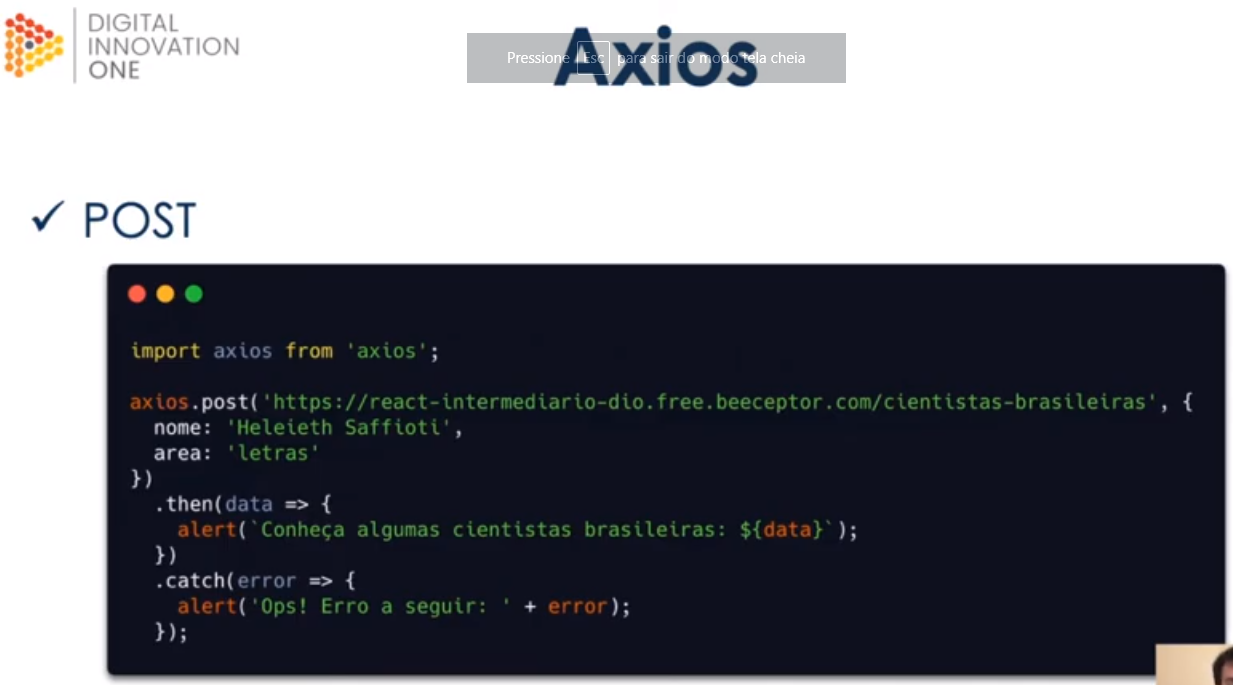 DIGITAL
INNOVATION
ONE
Axios
Pressione Esc para sair do modo tela cheia
✓ POST
import axios from 'axios';
axios.post('https://react-intermediario-dio.free.beeceptor.com/cientistas-brasileiras', {
  nome: 'Heleieth Saffioti',
  area: 'letras'
})
  .then(data => {
    alert(`Conheça algumas cientistas brasileiras: ${data}`);
  })
  .catch(error => {
    alert('Ops! Erro a seguir: ' + error);
  });